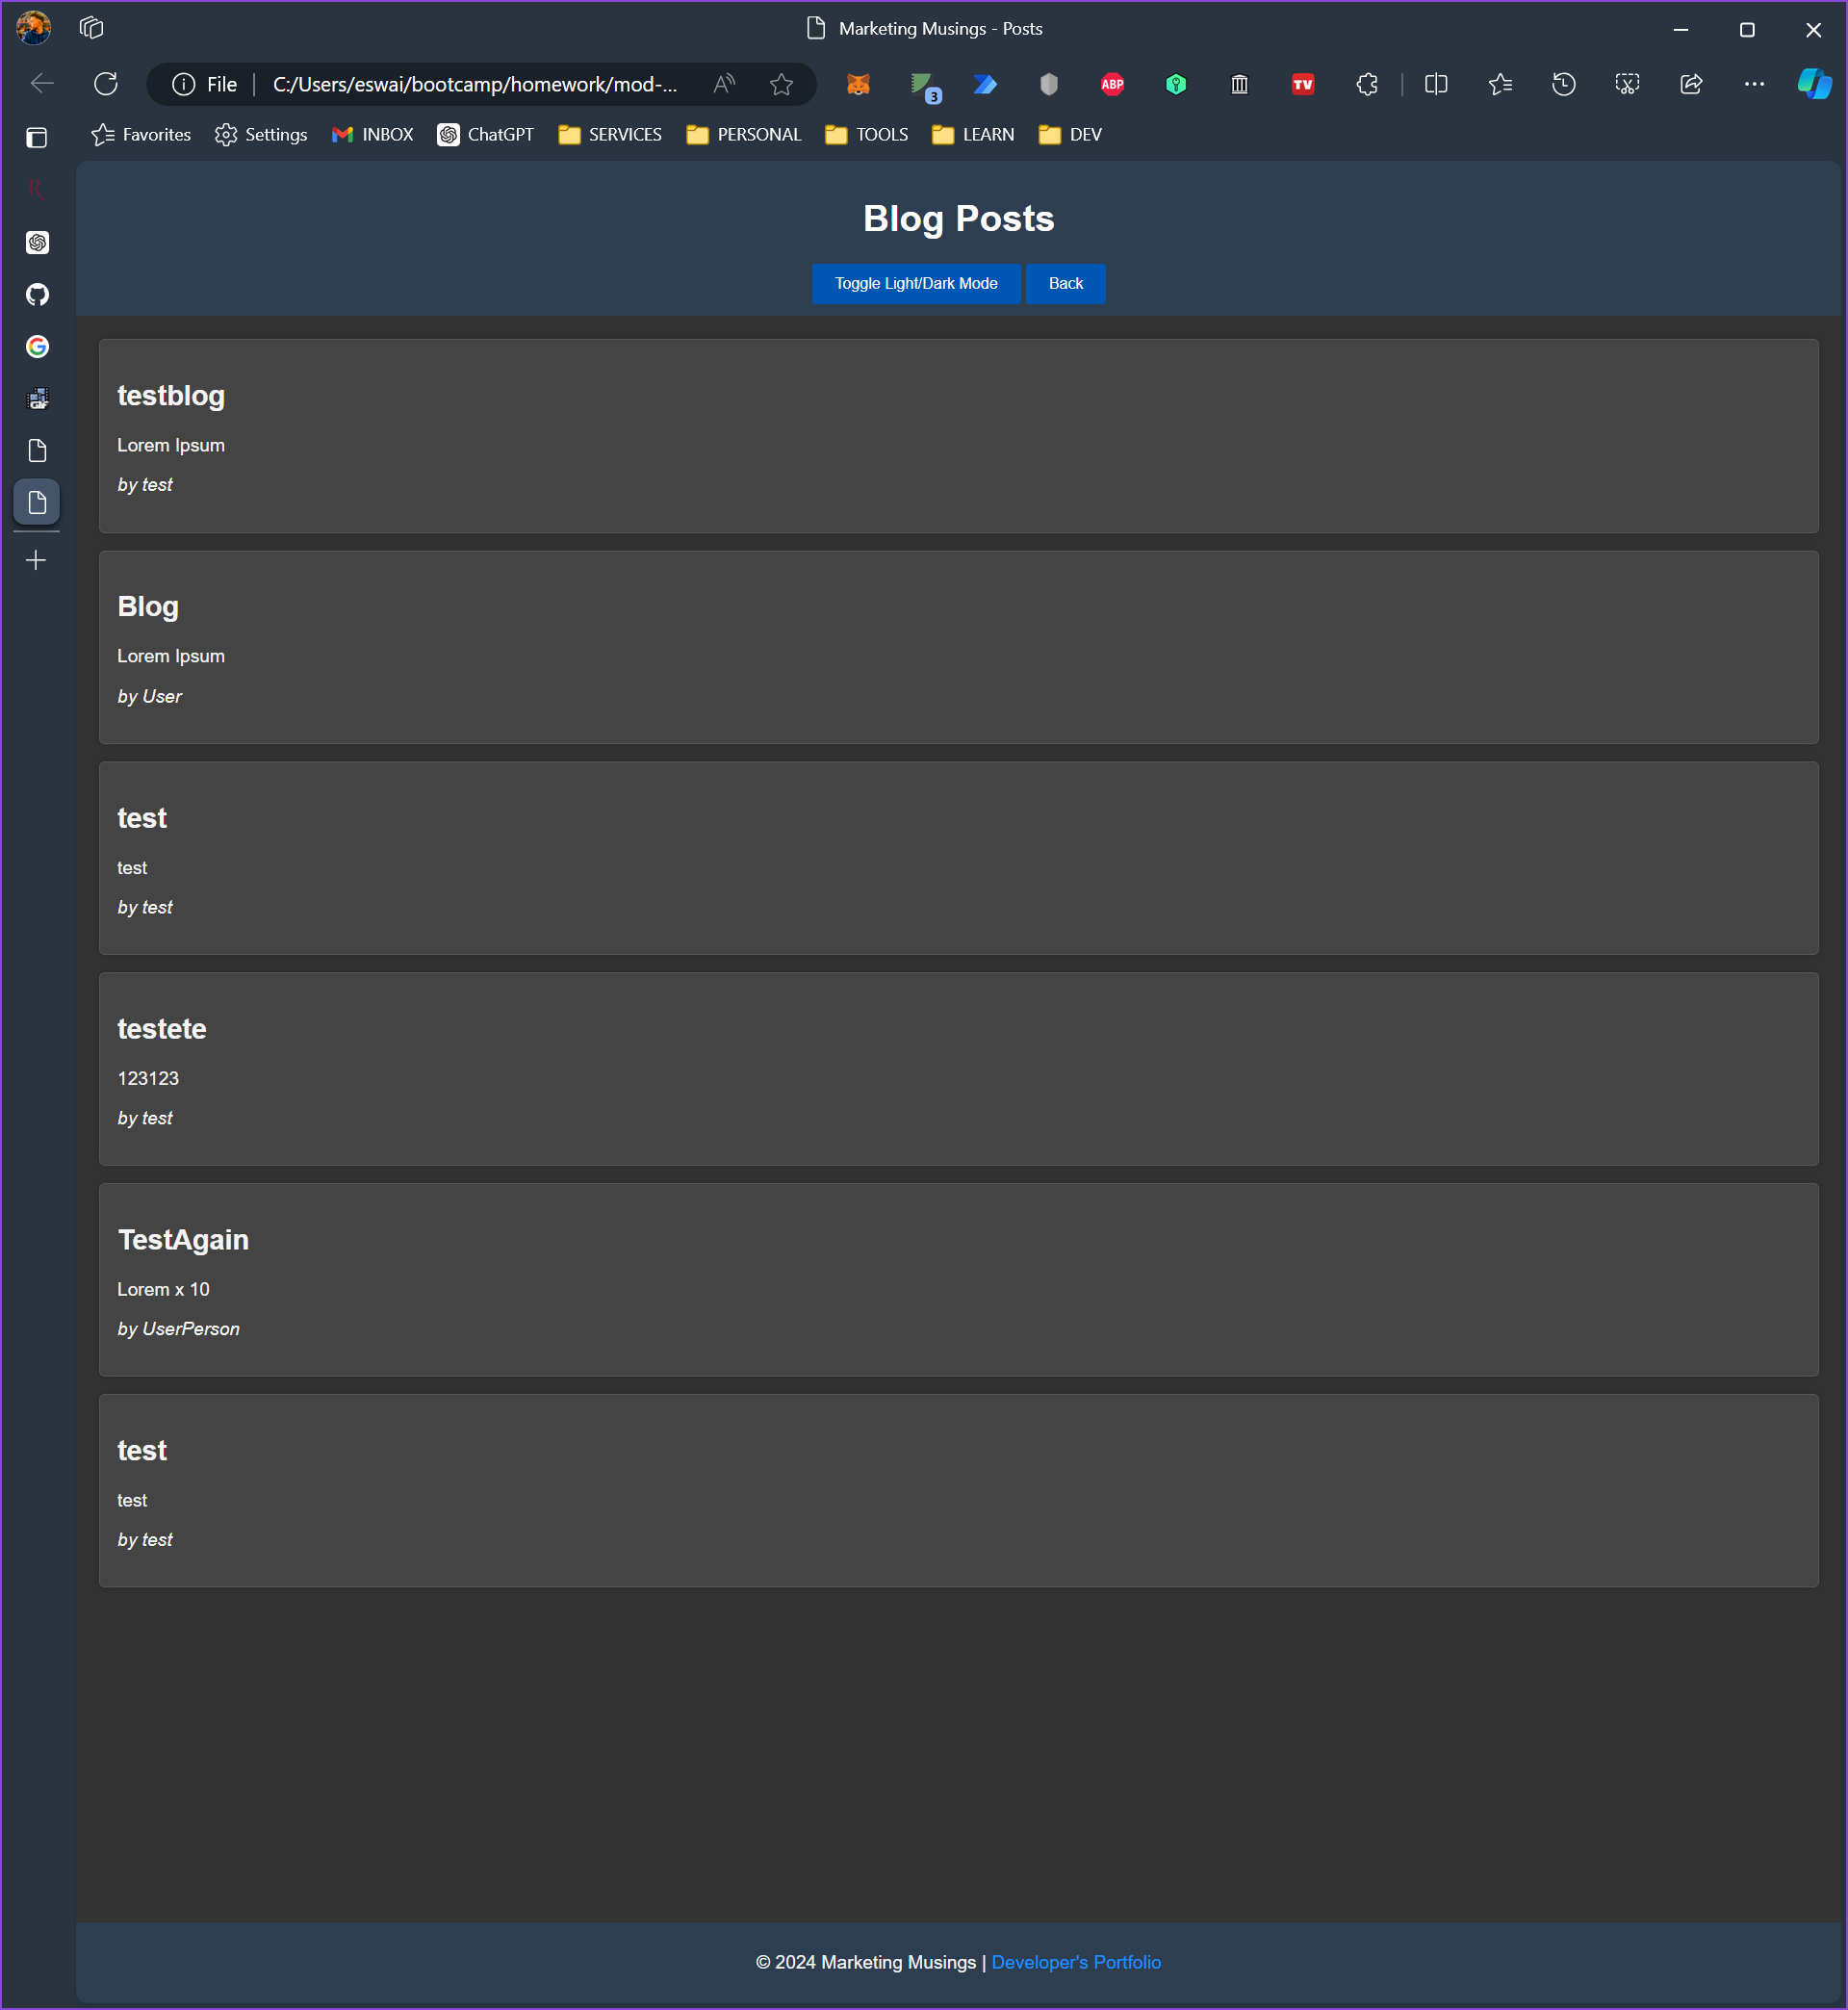 Marketing Musings - Posts
File
C:/Users/eswai/bootcamp/homework/mod-...
3
ABP
TV
Favorites
Settings
INBOX
ChatGPT
SERVICES
PERSONAL
TOOLS
LEARN
DEV
R
GIF
Blog Posts
Toggle Light/Dark Mode
Back
testblog
Lorem Ipsum
by test
Blog
Lorem Ipsum
by User
test
test
by test
testete
123123
by test
TestAgain
Lorem x 10
by UserPerson
test
test
by test
© 2024 Marketing Musings | Developer's Portfolio